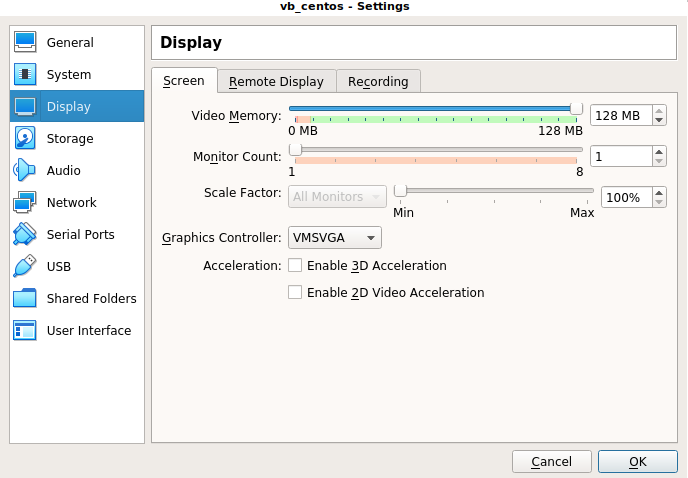 vb_centos - Settings
General
System
Display
Storage
Audio
Network
Serial Ports
USB
Shared Folders
User Interface
Display
Screen
Remote Display
Recording
Video Memory:
128 MB
0 MB
128 MB
Monitor Count:
1
1
8
Scale Factor:
All Monitors
100%
Min
Max
Graphics Controller:
VMSVGA
Acceleration:
Enable 3D Acceleration
Enable 2D Video Acceleration
Cancel
OK